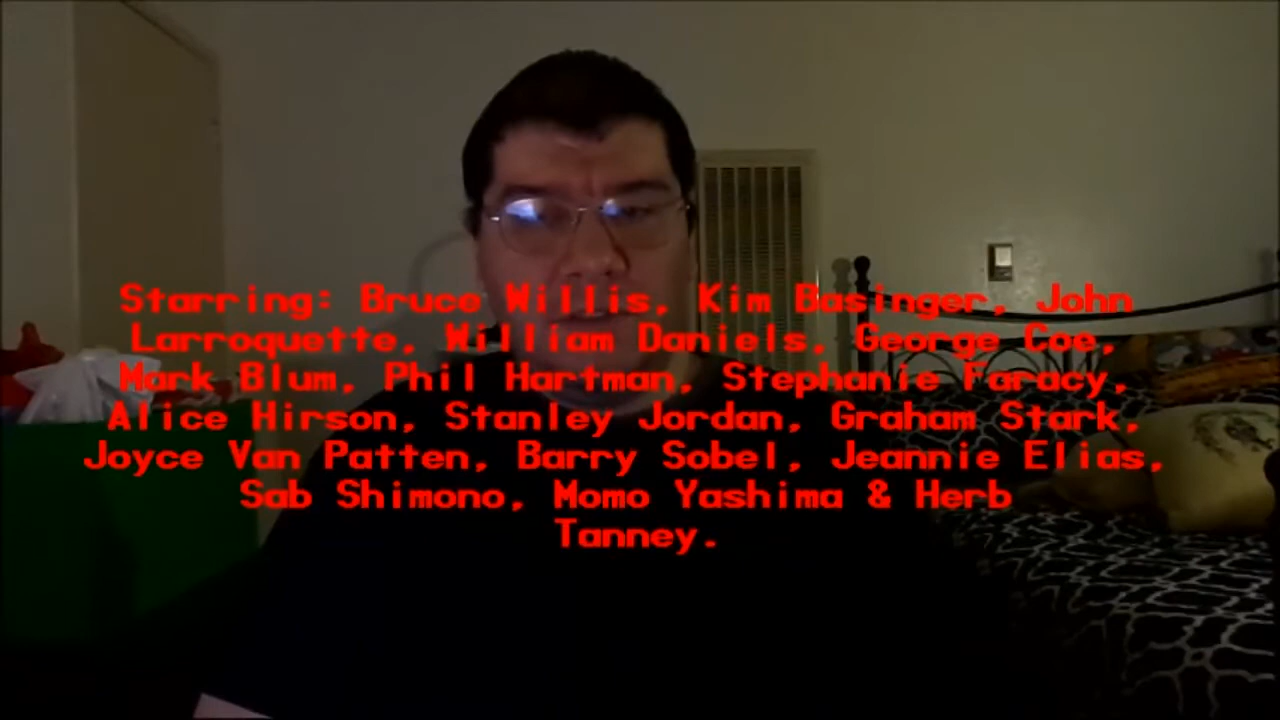 Starring: Bruce Willis, Kim Basinger, John
Larroquette, William Daniels, George Coe,
Mark Blum, Phil Hartman, Stephanie Faracy,
Alice Hirson, Stanley Jordan, Graham Stark,
Joyce Van Patten, Barry Sobel, Jeannie Elias,
Sab Shimono, Momo Yashima & Herb
Tanney.